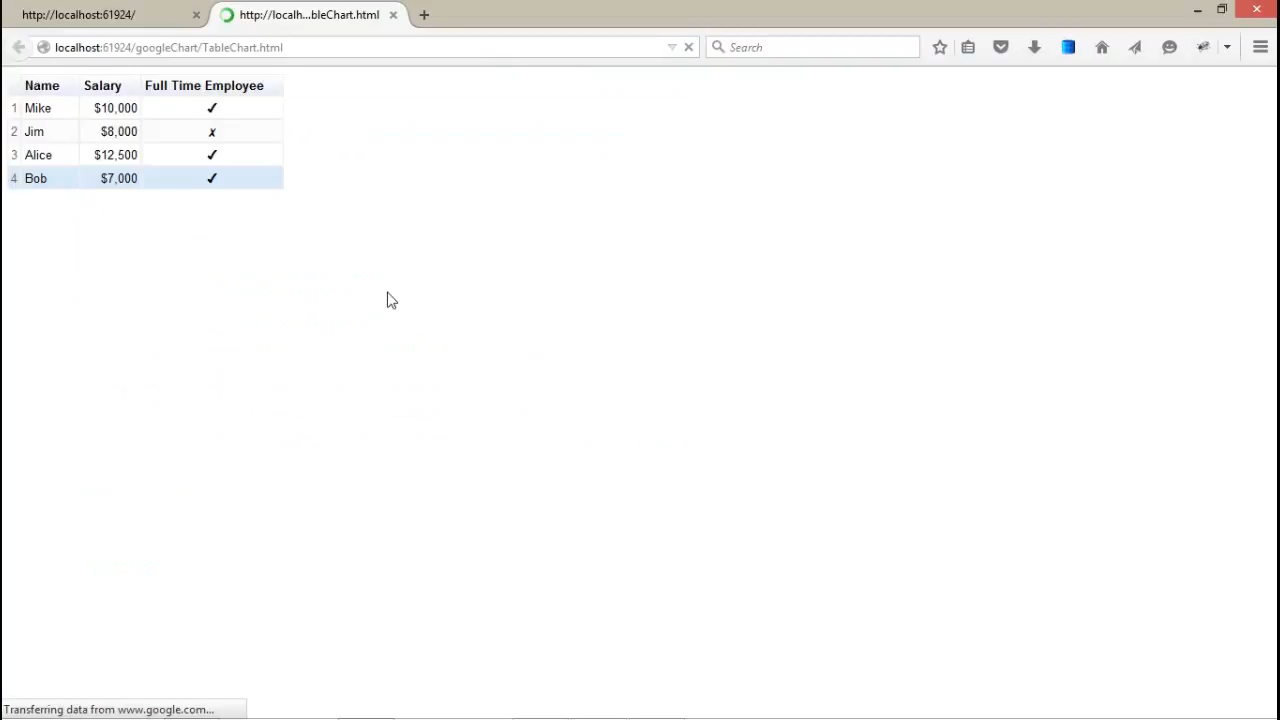 http://localhost:61924/
http://localh...bleChart.html
localhost:61924/googleChart/TableChart.html
Search
Name Salary Full Time Employee
1 Mike $10,000 ✓
2 Jim $8,000 ✗
3 Alice $12,500 ✓
4 Bob $7,000 ✓
Transferring data from www.google.com...